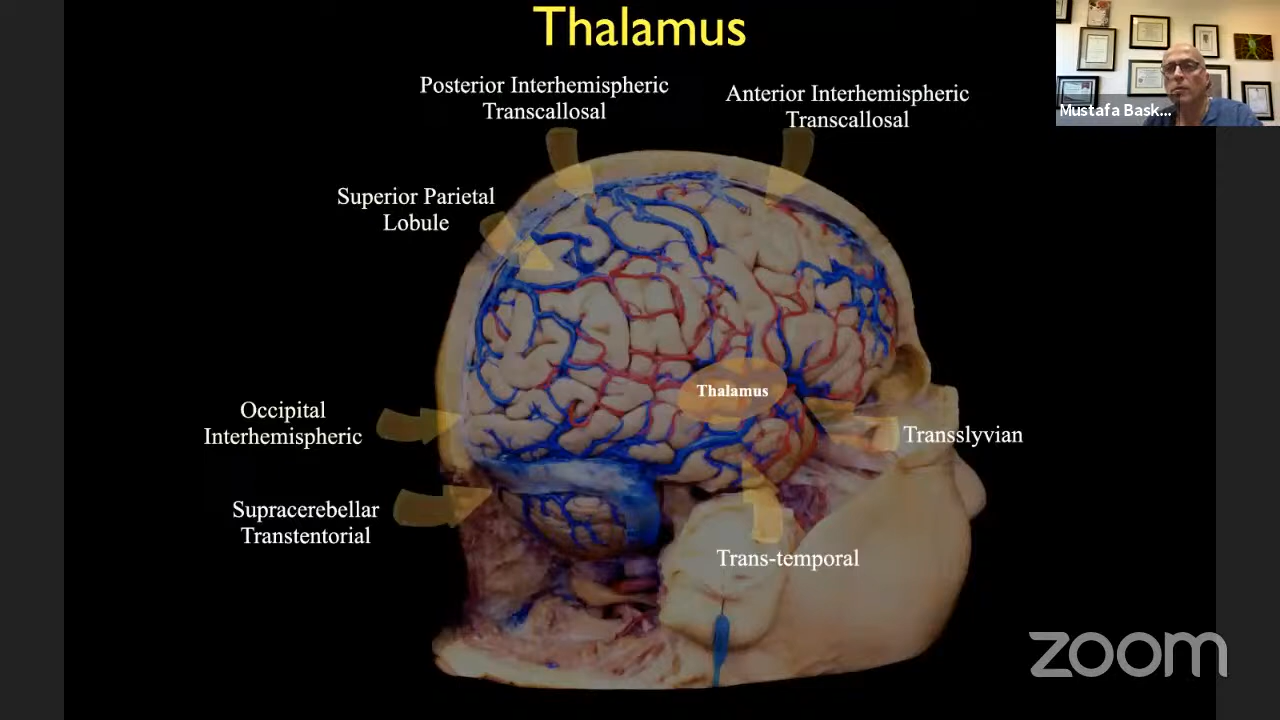 Thalamus
Posterior Interhemispheric
Transcallosal
Anterior Interhemispheric
Transcallosal
Mustafa Bask...
Superior Parietal
Lobule
Thalamus
Occipital
Interhemispheric
Transslyvian
Supracerebellar
Transtentorial
Trans-temporal
zoom